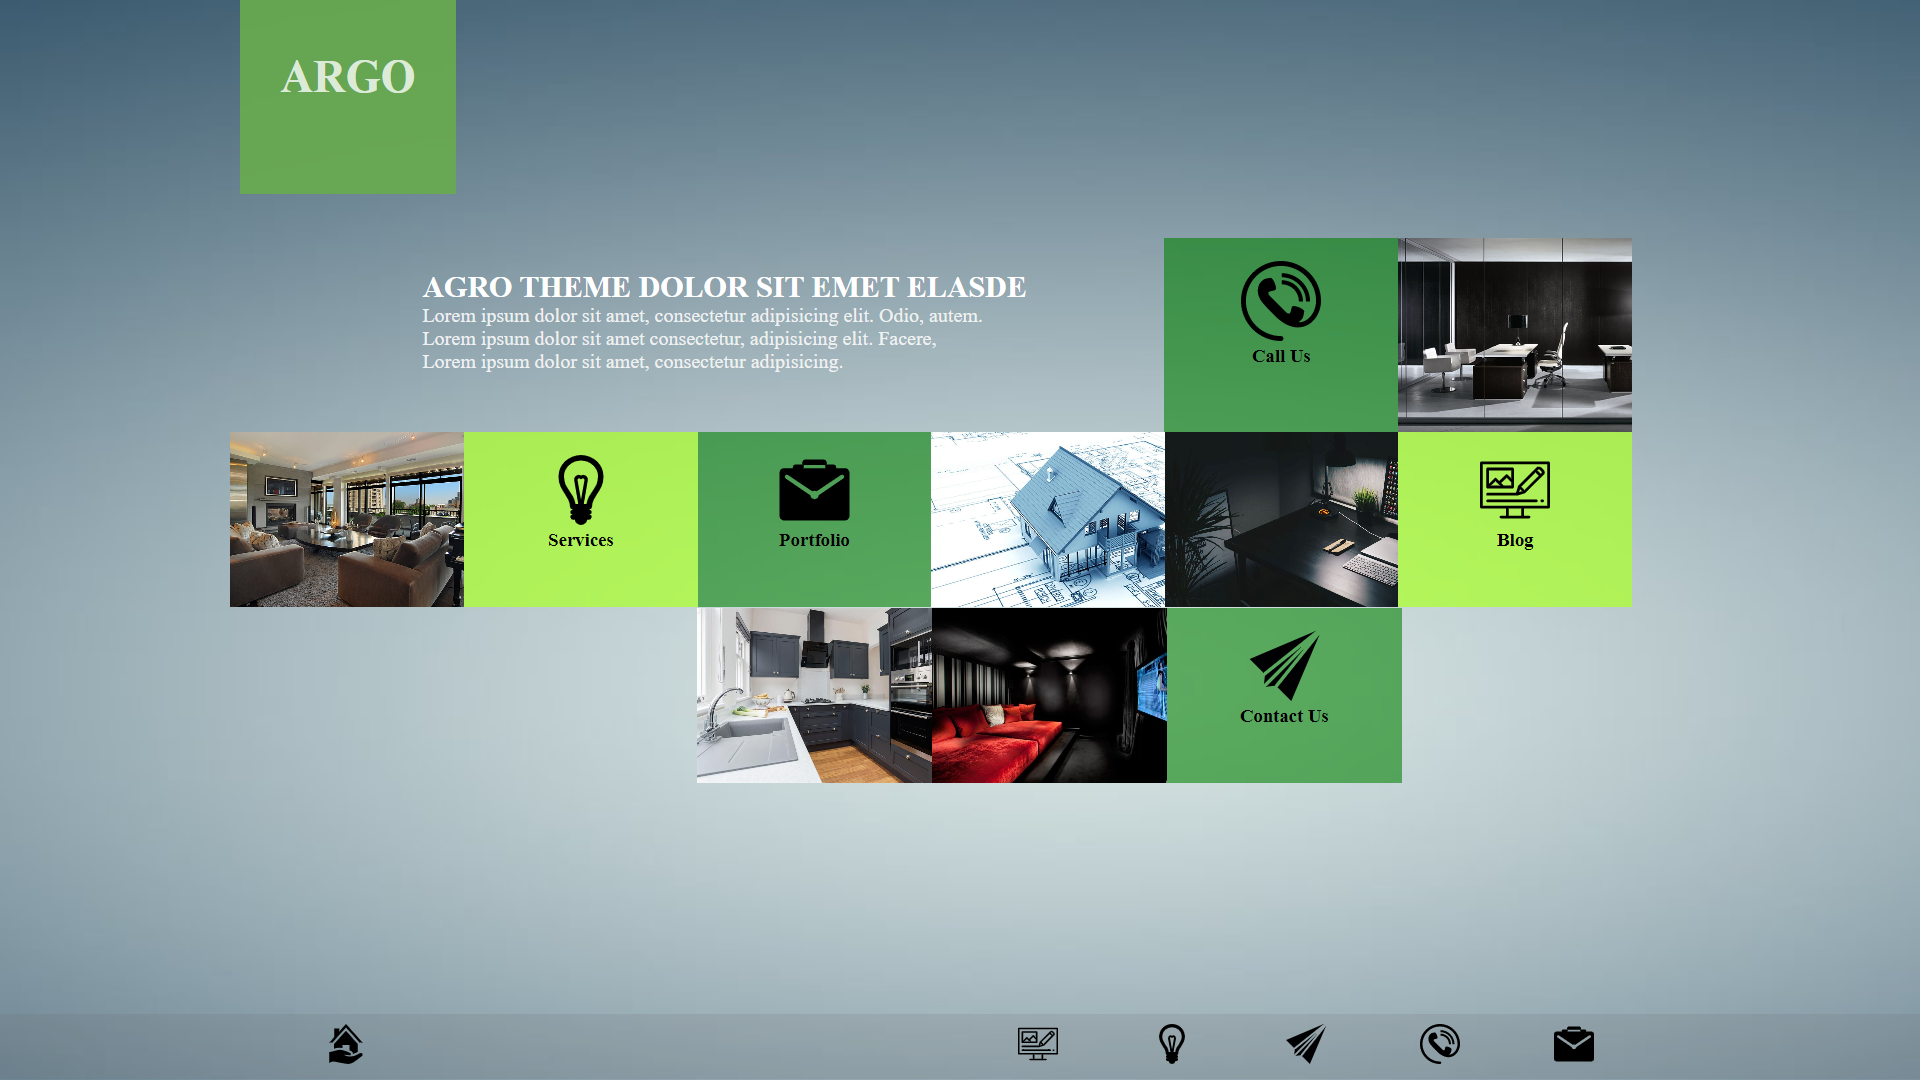 ARGO
AGRO THEME DOLOR SIT EMET ELASDE
Lorem ipsum dolor sit amet, consectetur adipisicing elit. Odio, autem.
Lorem ipsum dolor sit amet consectetur, adipisicing elit. Facere,
Lorem ipsum dolor sit amet, consectetur adipisicing.
Call Us
Services
Portfolio
Blog
Contact Us